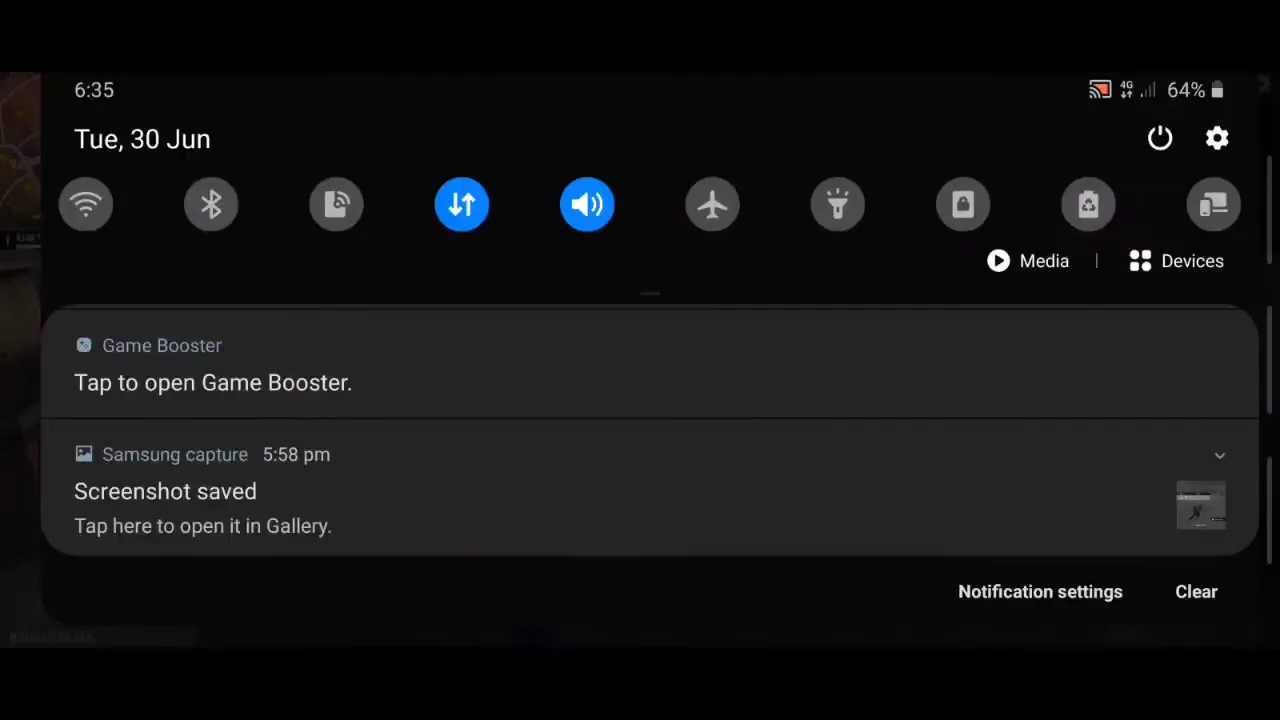 6:35
4G 64%
Tue, 30 Jun
Media | Devices
Game Booster
Tap to open Game Booster.
Samsung capture 5:58 pm
Screenshot saved
Tap here to open it in Gallery.
Notification settings Clear